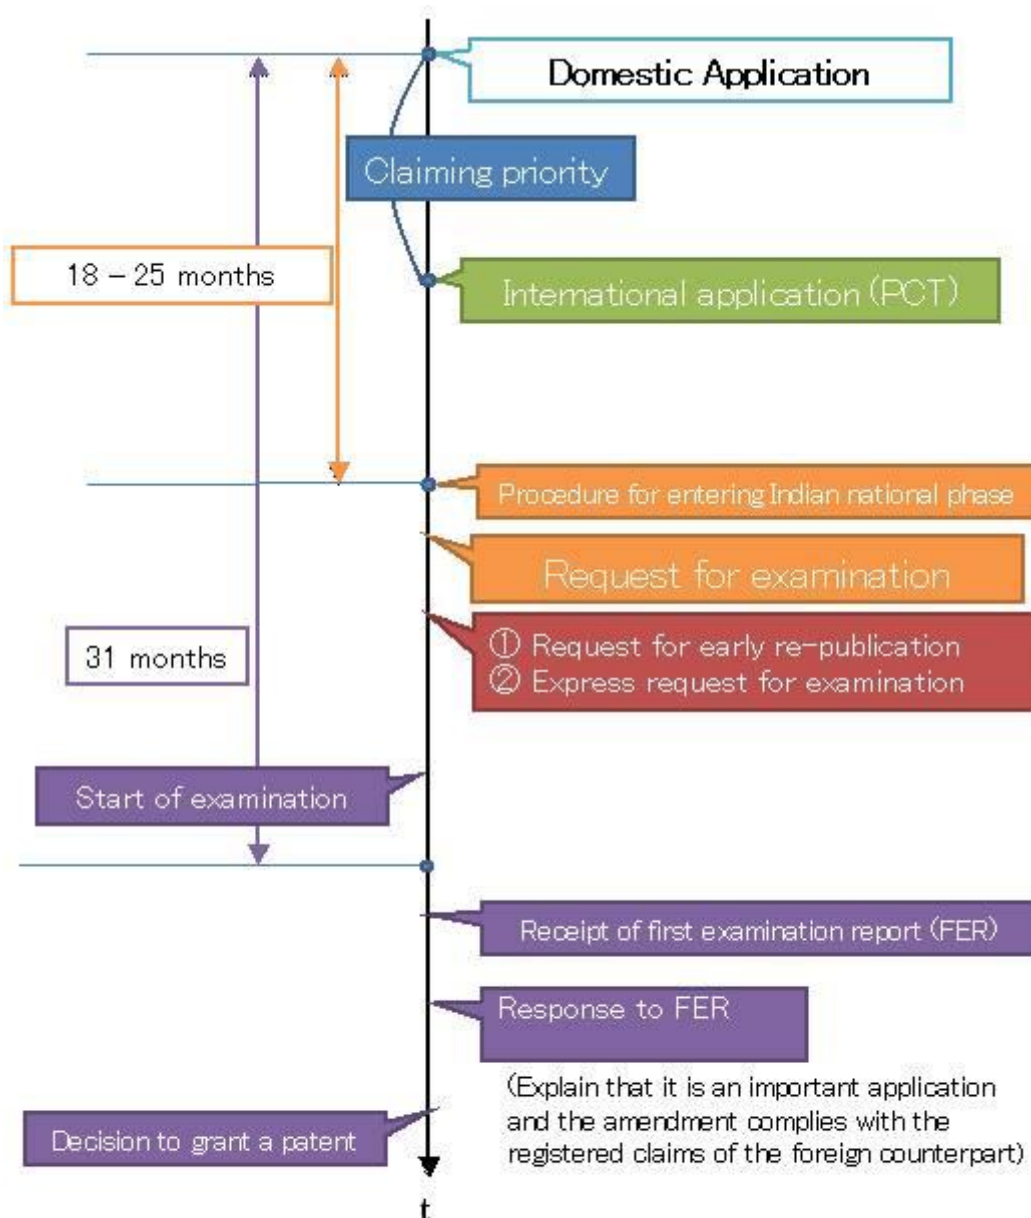 Domestic Application
Claiming priority
18 – 25 months
International application (PCT)
Procedure for entering Indian national phase
Request for examination
① Request for early re-publication
② Express request for examination
31 months
Start of examination
Receipt of first examination report (FER)
Response to FER
(Explain that it is an important application
and the amendment complies with the
registered claims of the foreign counterpart)
Decision to grant a patent
t